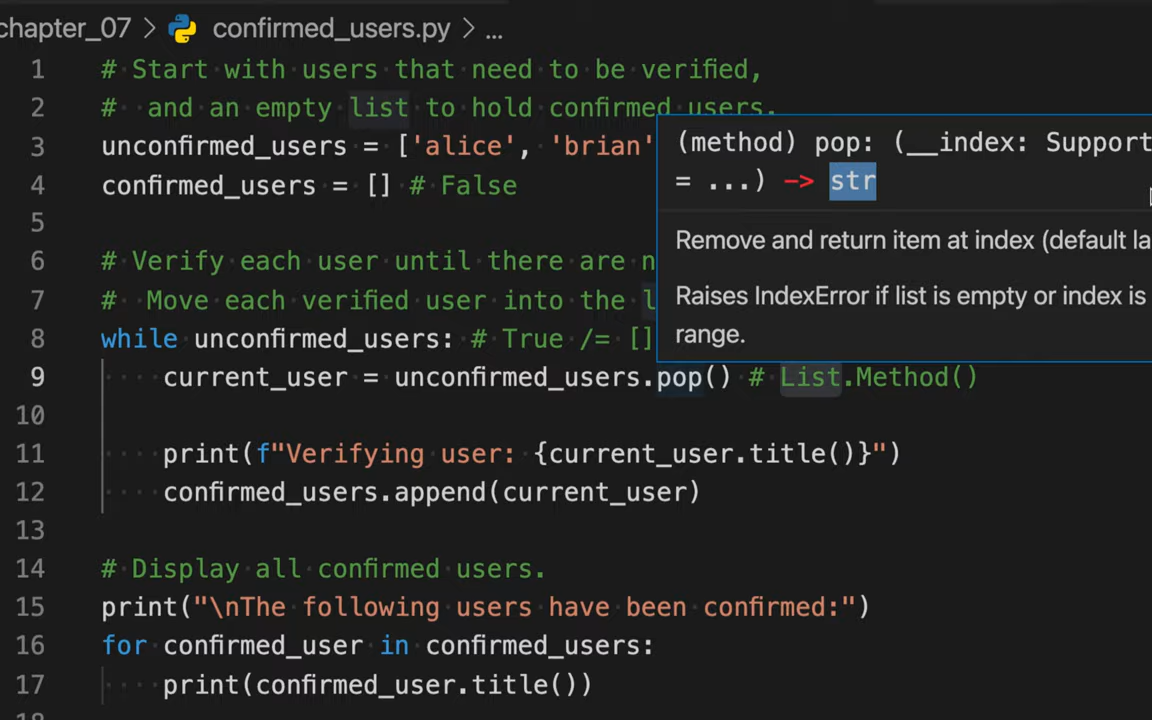 chapter_07 > confirmed_users.py > ...
1 # Start with users that need to be verified,
2 #  and an empty list to hold confirmed users.
3 unconfirmed_users = ['alice', 'brian'
4 confirmed_users = [] # False
5
6 # Verify each user until there are n
7 #  Move each verified user into the l
8 while unconfirmed_users: # True /= []
9     current_user = unconfirmed_users.pop() # List.Method()
10
11     print(f"Verifying user: {current_user.title()}")
12     confirmed_users.append(current_user)
13
14 # Display all confirmed users.
15 print("\nThe following users have been confirmed:")
16 for confirmed_user in confirmed_users:
17     print(confirmed_user.title())
18
(method) pop: (__index: Support
= ...) -> str
Remove and return item at index (default la
Raises IndexError if list is empty or index is
range.